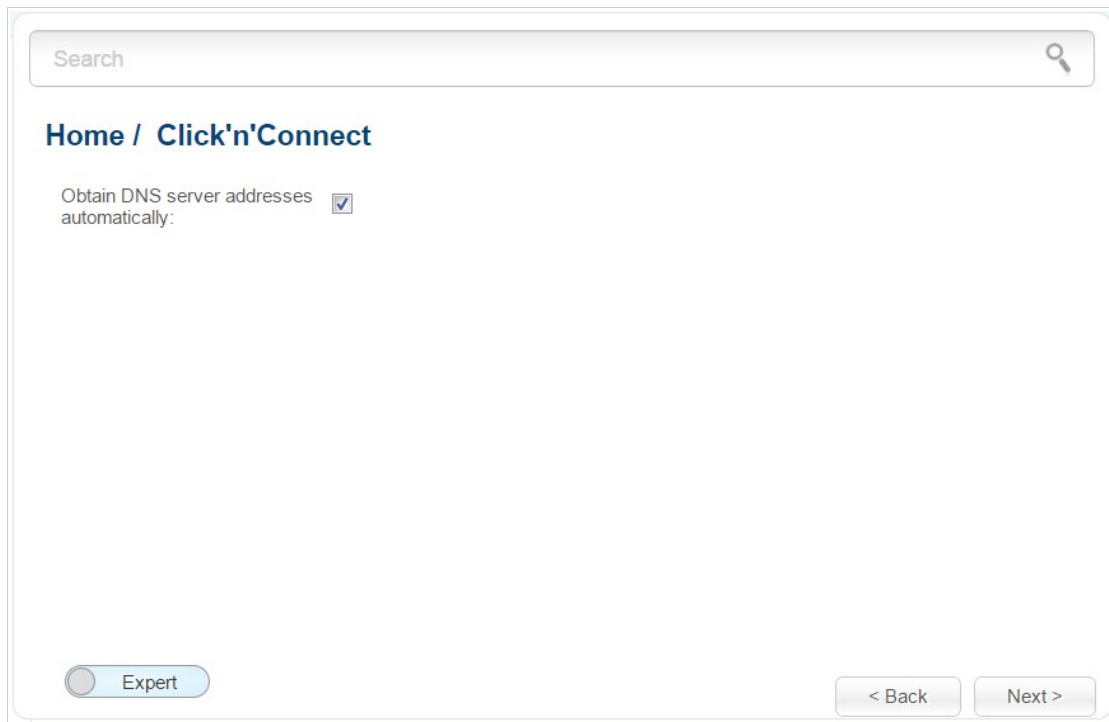 Search
Home / Click'n'Connect
Obtain DNS server addresses
automatically:
Expert
< Back
Next >